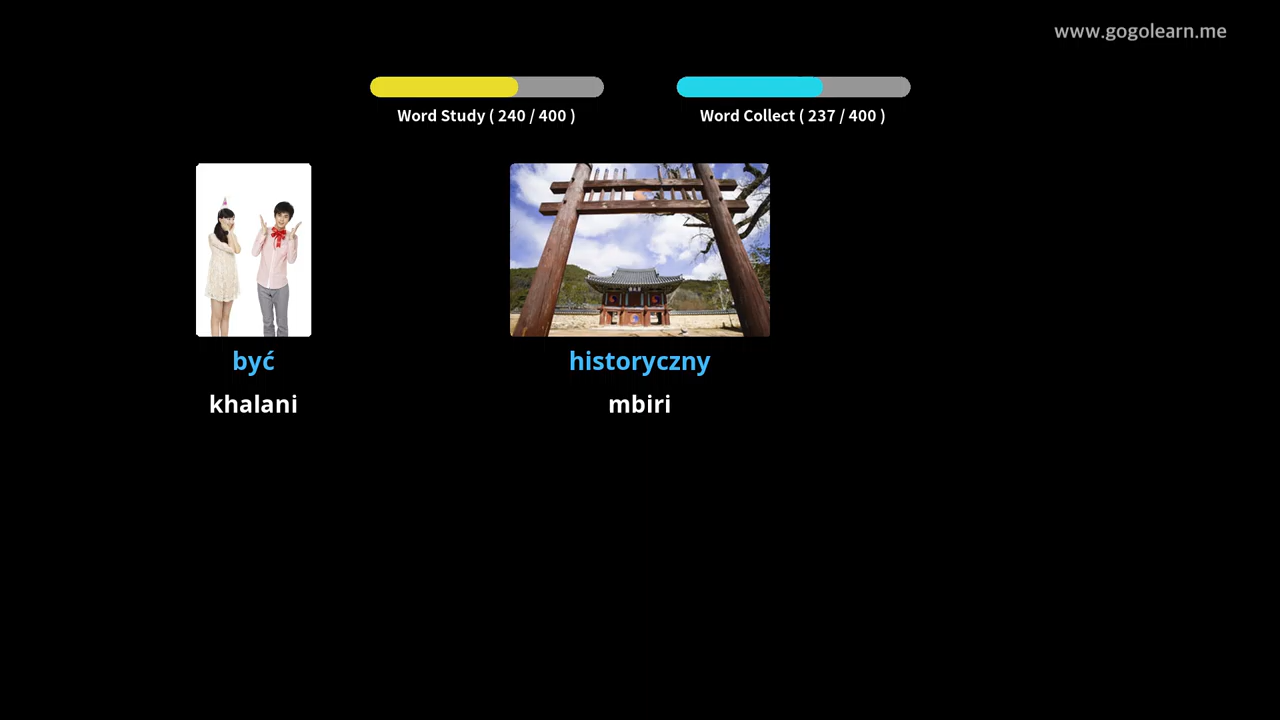 www.gogolearn.me
Word Study ( 240 / 400 )
Word Collect ( 237 / 400 )
być
historyczny
khalani
mbiri